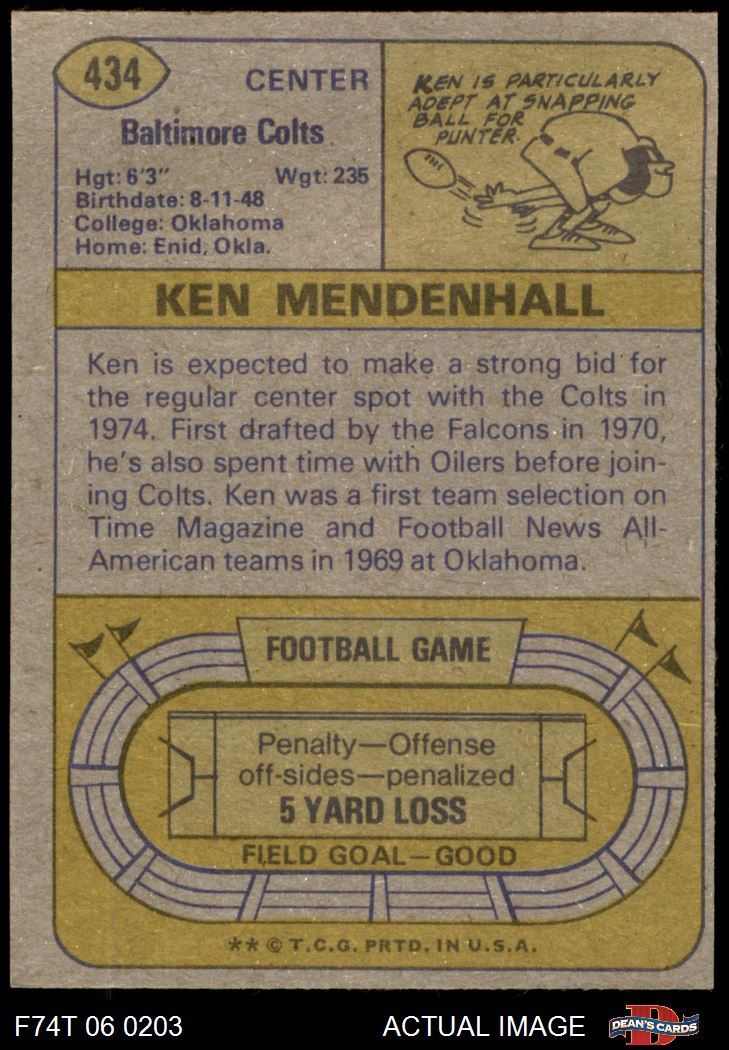 434
CENTER
Baltimore Colts
Hgt: 6'3" Wgt: 235
Birthdate: 8-11-48
College: Oklahoma
Home: Enid, Okla.
KEN IS PARTICULARLY
ADEPT AT SNAPPING
BALL FOR
PUNTER.
KEN MENDENHALL
Ken is expected to make a strong bid for
the regular center spot with the Colts in
1974. First drafted by the Falcons in 1970,
he's also spent time with Oilers before join-
ing Colts. Ken was a first team selection on
Time Magazine and Football News All-
American teams in 1969 at Oklahoma.
FOOTBALL GAME
Penalty—Offense
off-sides—penalized
5 YARD LOSS
FIELD GOAL—GOOD
** © T.C.G. PRTD. IN U.S.A.
F74T 06 0203 ACTUAL IMAGE
D
DEAN'S CARDS